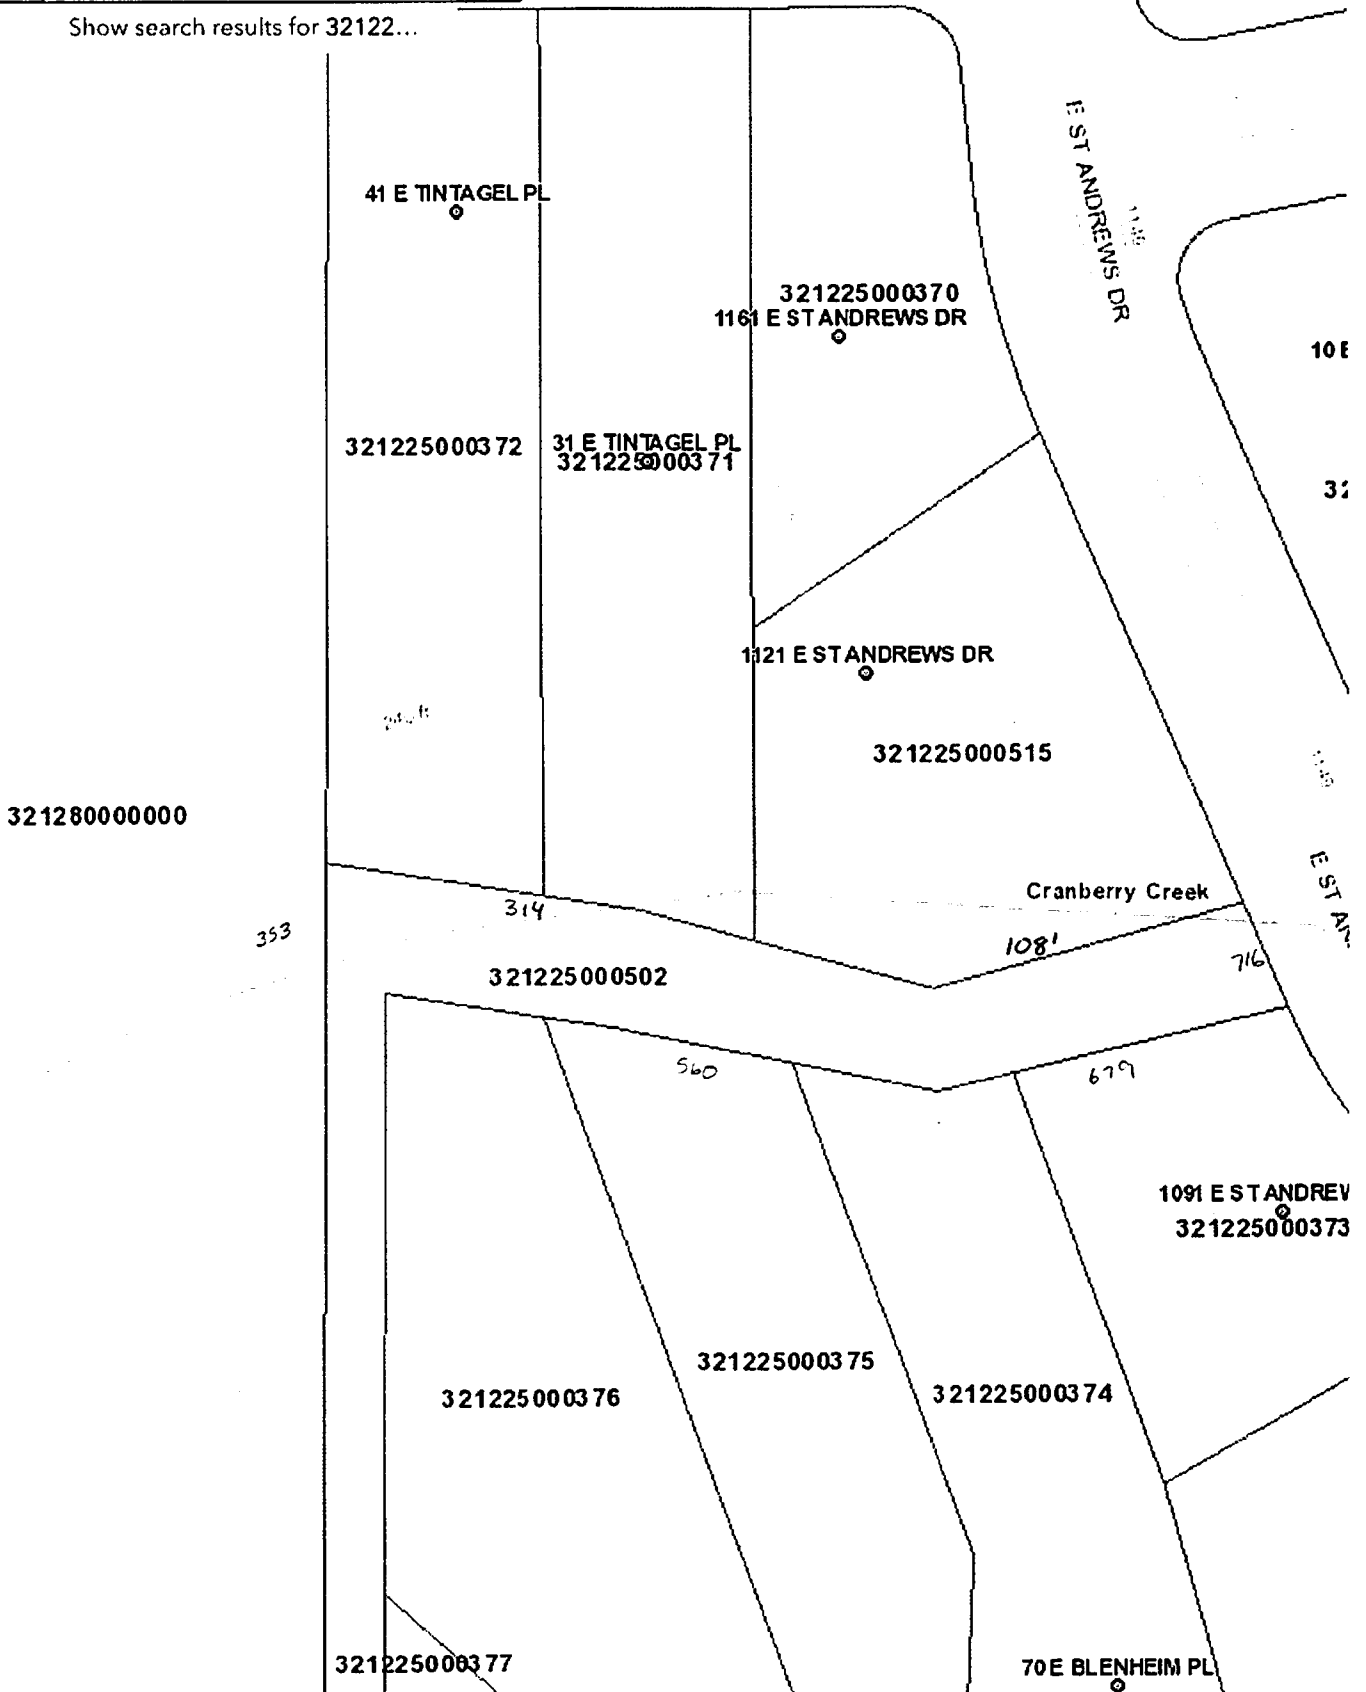 Show search results for 32122...
E ST ANDREWS DR
41 E TINTAGEL PL
321225000370
1161 E ST ANDREWS DR
10 E
321225000372
31 E TINTAGEL PL
321225000371
32
1121 E ST ANDREWS DR
321225000515
321280000000
E ST AN
Cranberry Creek
314
353
108'
716
321225000502
560
679
1091 E ST ANDREW
321225000373
321225000375
321225000376
321225000374
321225000377
70 E BLENHEIM PL